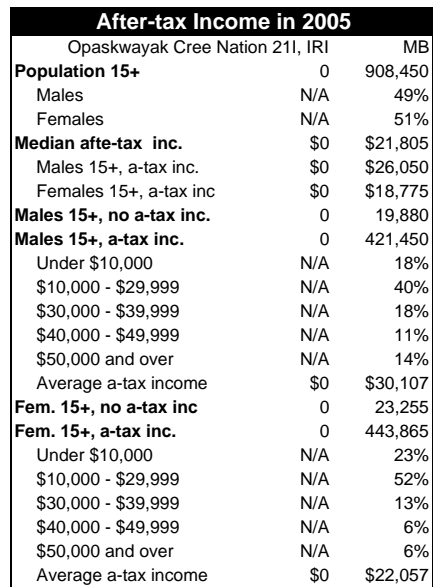 After-tax Income in 2005
Opaskwayak Cree Nation 21I, IRI MB
Population 15+ 0 908,450
Males N/A 49%
Females N/A 51%
Median afte-tax inc. $0 $21,805
Males 15+, a-tax inc. $0 $26,050
Females 15+, a-tax inc $0 $18,775
Males 15+, no a-tax inc. 0 19,880
Males 15+, a-tax inc. 0 421,450
Under $10,000 N/A 18%
$10,000 - $29,999 N/A 40%
$30,000 - $39,999 N/A 18%
$40,000 - $49,999 N/A 11%
$50,000 and over N/A 14%
Average a-tax income $0 $30,107
Fem. 15+, no a-tax inc 0 23,255
Fem. 15+, a-tax inc. 0 443,865
Under $10,000 N/A 23%
$10,000 - $29,999 N/A 52%
$30,000 - $39,999 N/A 13%
$40,000 - $49,999 N/A 6%
$50,000 and over N/A 6%
Average a-tax income $0 $22,057